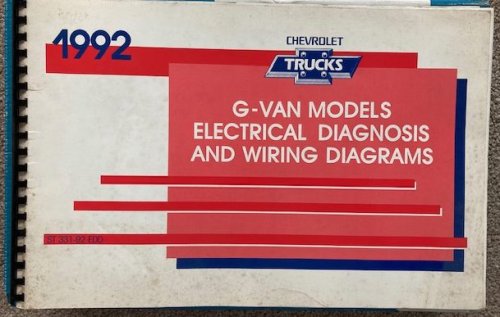 1992
CHEVROLET
TRUCKS
G-VAN MODELS
ELECTRICAL DIAGNOSIS
AND WIRING DIAGRAMS
ST 331-92 EDD